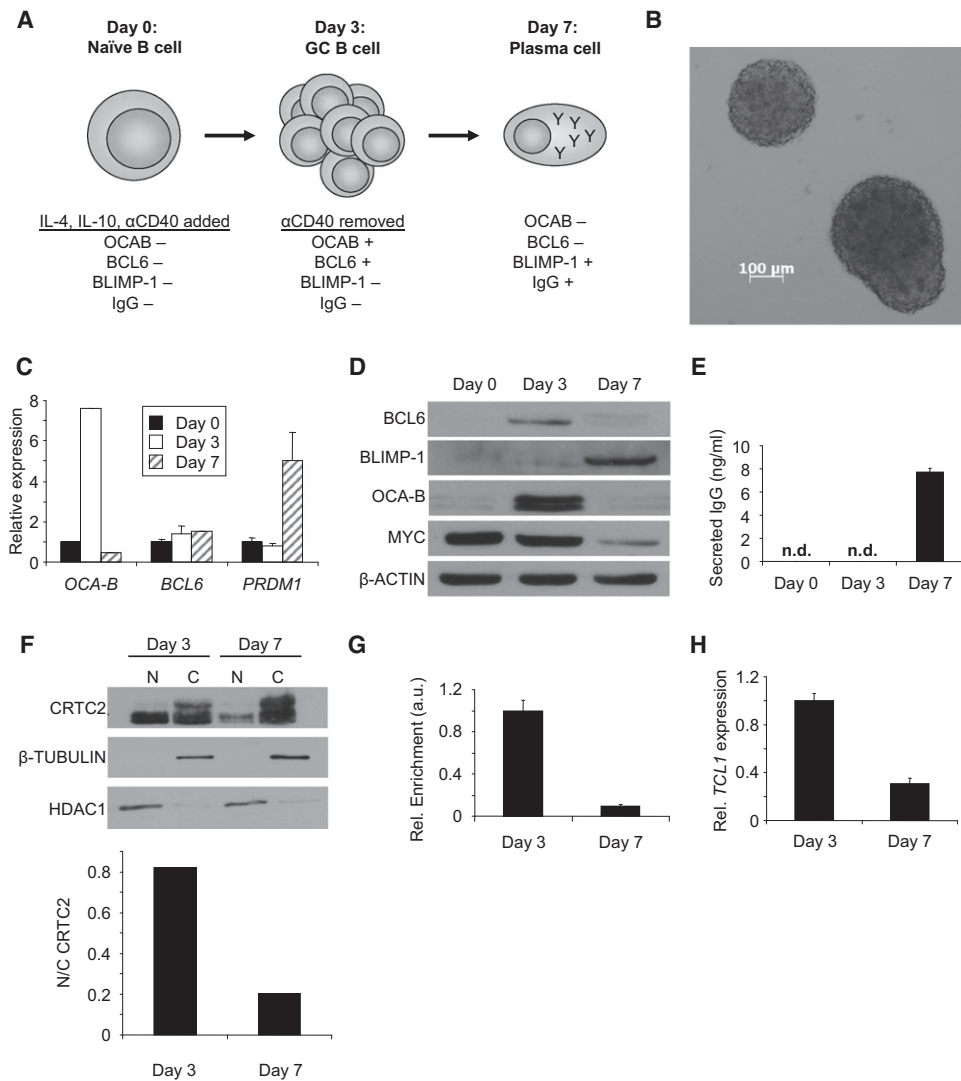 A
Day 0:
Naïve B cell
Day 3:
GC B cell
Day 7:
Plasma cell
Y Y Y Y Y Y
IL-4, IL-10, αCD40 added
OCAB –
BCL6 –
BLIMP-1 –
IgG –
αCD40 removed
OCAB +
BCL6 +
BLIMP-1 –
IgG –
OCAB –
BCL6 –
BLIMP-1 +
IgG +
B
100 µm
C
Relative expression
8
6
4
2
0
Day 0
Day 3
Day 7
OCA-B BCL6 PRDM1
D
Day 0 Day 3 Day 7
BCL6
BLIMP-1
OCA-B
MYC
β-ACTIN
E
Secreted IgG (ng/ml)
10
8
6
4
2
0
n.d. n.d.
Day 0 Day 3 Day 7
F
Day 3 Day 7
N C N C
CRTC2
β-TUBULIN
HDAC1
N/C CRTC2
0.8
0.6
0.4
0.2
0
Day 3 Day 7
G
Rel. Enrichment (a.u.)
1.2
0.8
0.4
0
Day 3 Day 7
H
Rel. TCL1 expression
1.2
0.8
0.4
0
Day 3 Day 7